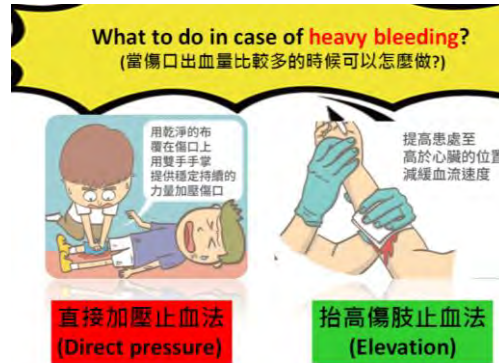 What to do in case of heavy bleeding?
(當傷口出血量比較多的時候可以怎麼做?)
用乾淨的布
覆在傷口上
用雙手手掌
提供穩定持續的
力量加壓傷口
提高患處至
高於心臟的位置
減緩血流速度
直接加壓止血法
(Direct pressure)
抬高傷肢止血法
(Elevation)